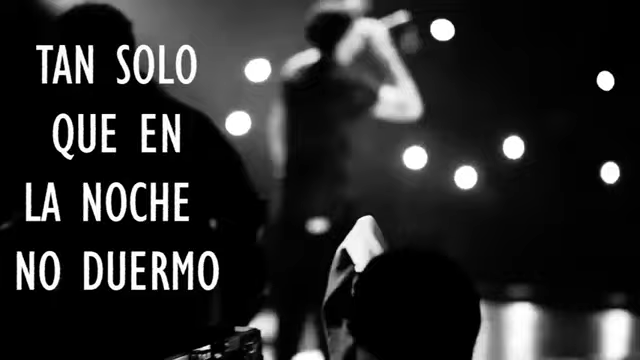 TAN SOLO
QUE EN
LA NOCHE
NO DUERMO